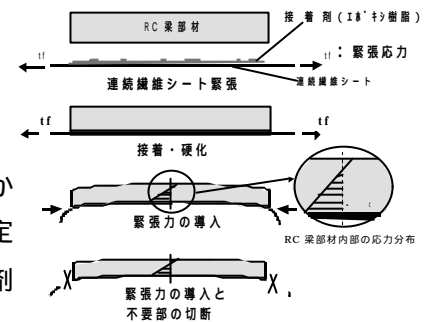 RC 梁部材
接着剤(エポキシ樹脂)
tf
tf:緊張応力
連続繊維シート緊張
連続繊維シート
tf
tf
接着・硬化
か
定
剤
緊張力の導入
RC 梁部材内部の応力分布
緊張力の導入と
不要部の切断